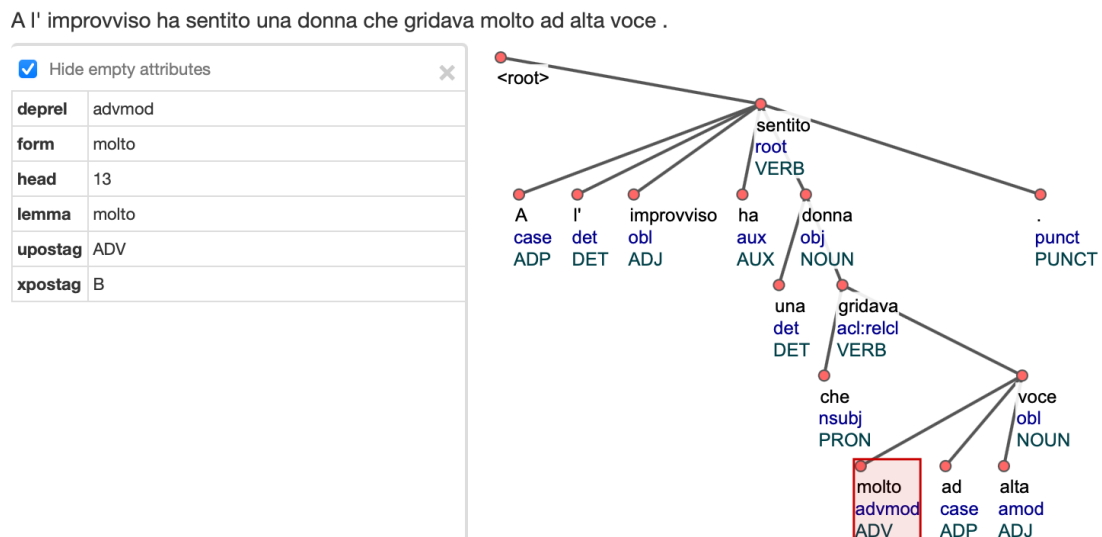 A l' improvviso ha sentito una donna che gridava molto ad alta voce .
Hide empty attributes
×
deprel advmod
form molto
head 13
lemma molto
upostag ADV
xpostag B
<root>
sentito
root
VERB
A l' improvviso ha donna .
case det obl aux obj punct
ADP DET ADJ AUX NOUN PUNCT
una gridava
det acl:relcl
DET VERB
che voce
nsubj obl
PRON NOUN
molto ad alta
advmod case amod
ADV ADP ADJ